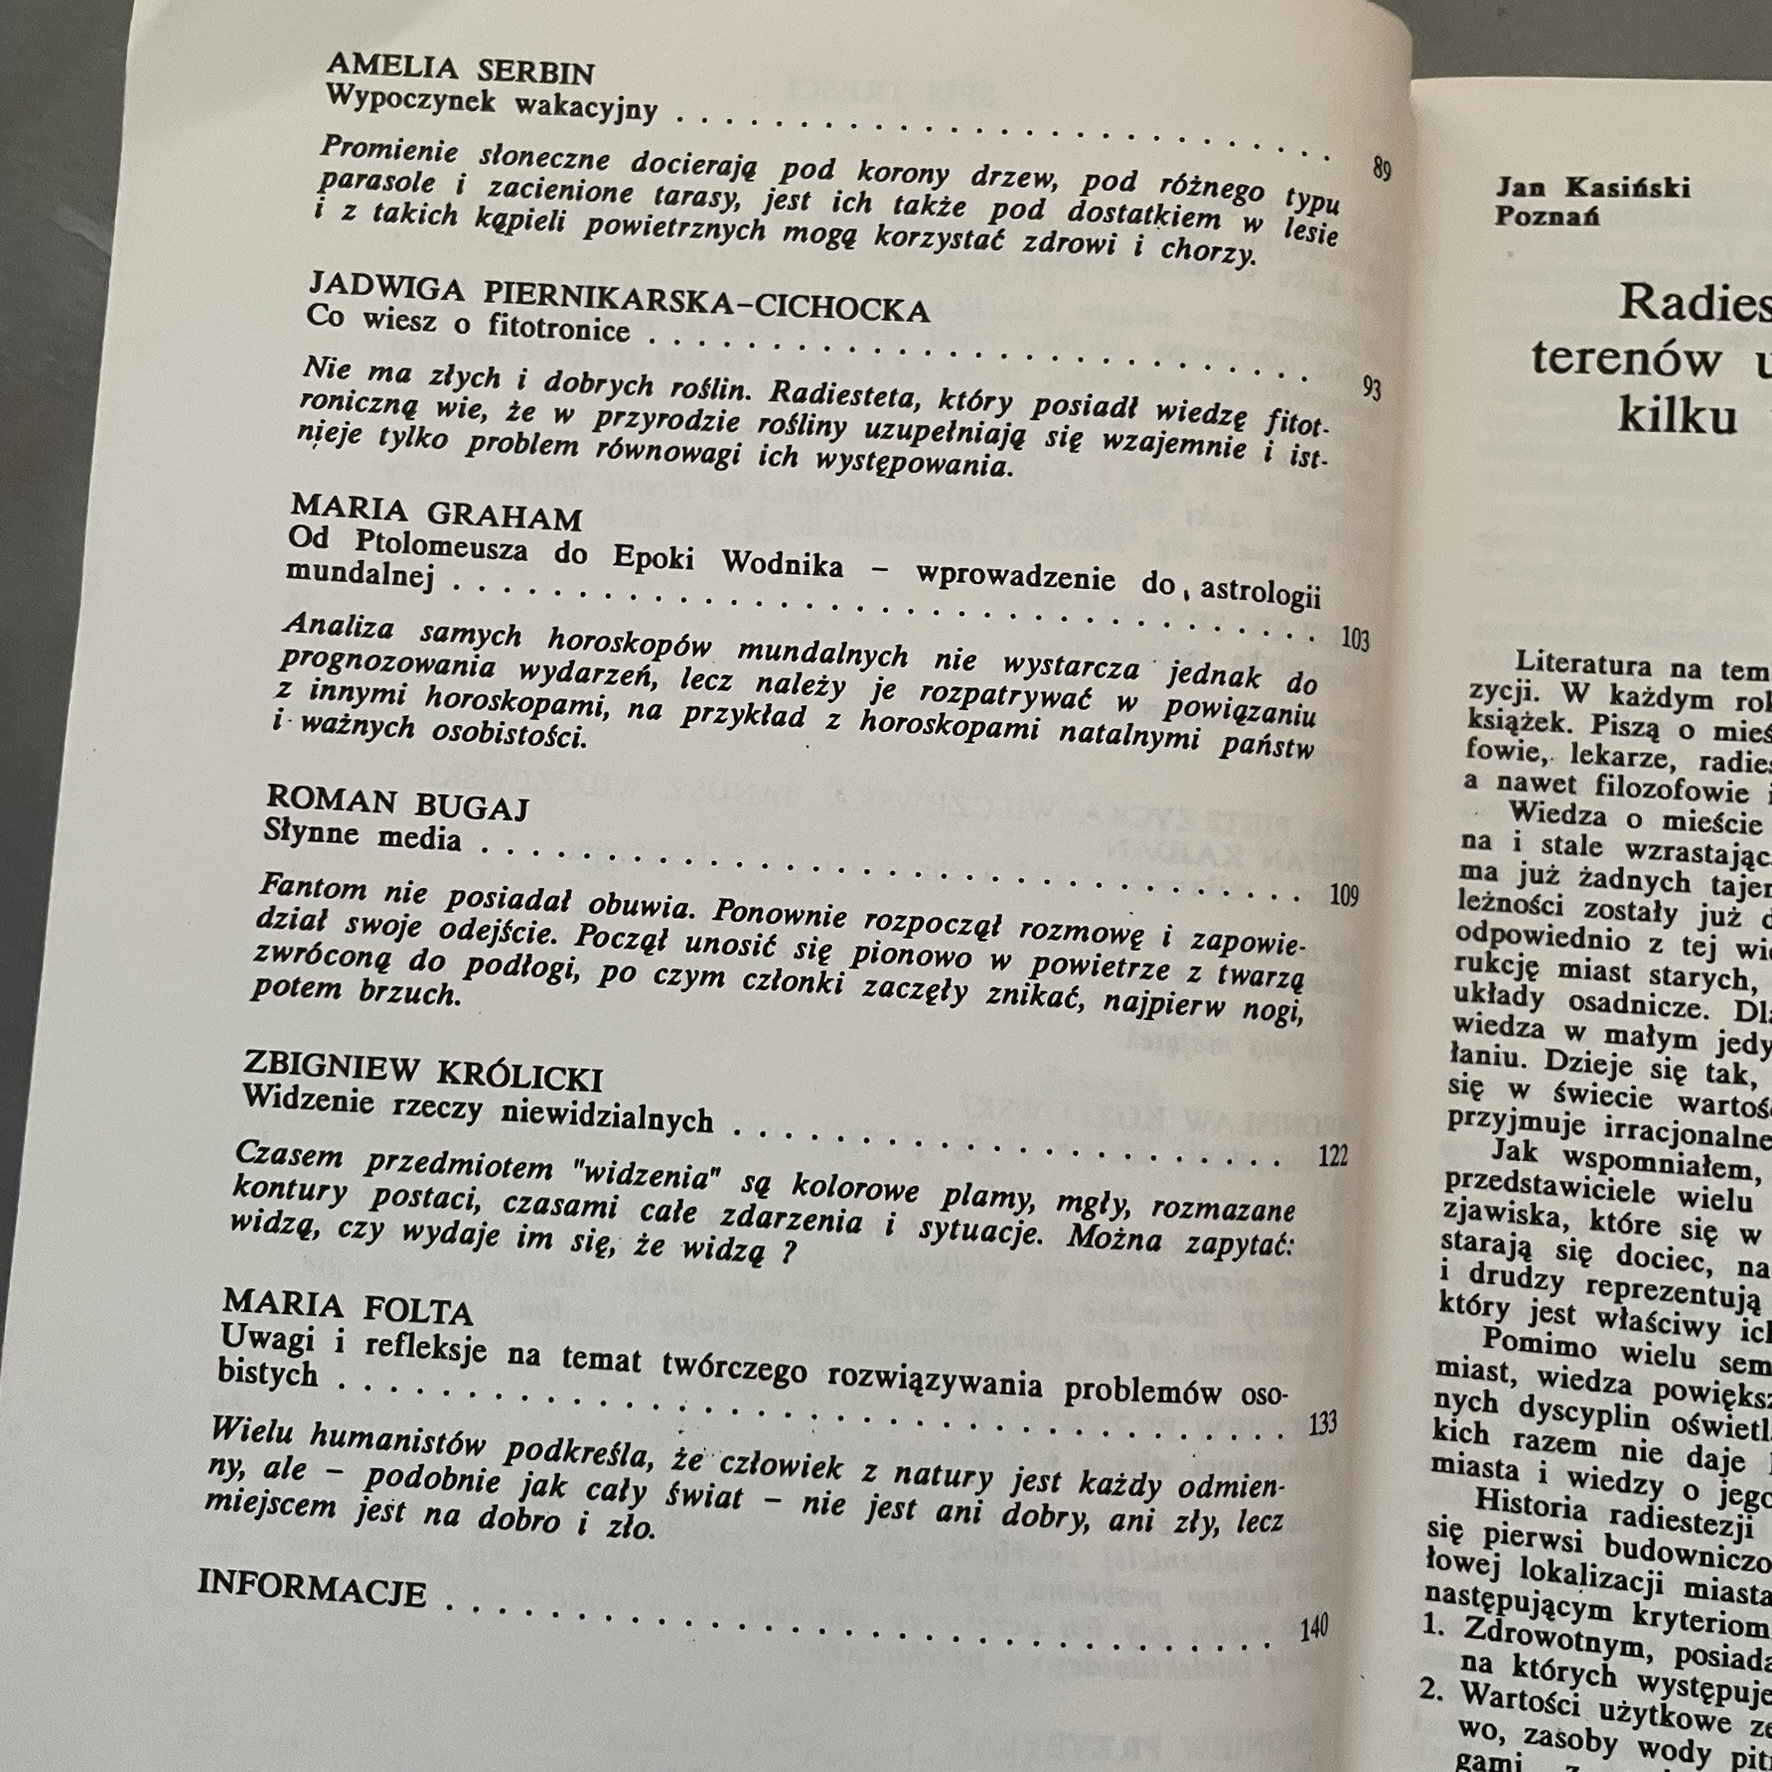 AMELIA SERBIN
Wypoczynek wakacyjny . . . . . . . . . . . . . . . . . . . . . . . . . . 89
Promienie słoneczne docierają pod korony drzew, pod różnego typu
parasole i zacienione tarasy, jest ich także pod dostatkiem w lesie
i z takich kąpieli powietrznych mogą korzystać zdrowi i chorzy.
JADWIGA PIERNIKARSKA–CICHOCKA
Co wiesz o fitotronice . . . . . . . . . . . . . . . . . . . . . . . . . . 93
Nie ma złych i dobrych roślin. Radiesteta, który posiadł wiedzę fitot-
roniczną wie, że w przyrodzie rośliny uzupełniają się wzajemnie i ist-
nieje tylko problem równowagi ich występowania.
MARIA GRAHAM
Od Ptolomeusza do Epoki Wodnika – wprowadzenie do astrologii
mundalnej . . . . . . . . . . . . . . . . . . . . . . . . . . . . . . . . . . 103
Analiza samych horoskopów mundalnych nie wystarcza jednak do
prognozowania wydarzeń, lecz należy je rozpatrywać w powiązaniu
z innymi horoskopami, na przykład z horoskopami natalnymi państw
i ważnych osobistości.
ROMAN BUGAJ
Słynne media . . . . . . . . . . . . . . . . . . . . . . . . . . . . . . . . 109
Fantom nie posiadał obuwia. Ponownie rozpoczął rozmowę i zapowie-
dział swoje odejście. Począł unosić się pionowo w powietrze z twarzą
zwróconą do podłogi, po czym członki zaczęły znikać, najpierw nogi,
potem brzuch.
ZBIGNIEW KRÓLICKI
Widzenie rzeczy niewidzialnych . . . . . . . . . . . . . . . . . . . . . 122
Czasem przedmiotem "widzenia" są kolorowe plamy, mgły, rozmazane
kontury postaci, czasami całe zdarzenia i sytuacje. Można zapytać:
widzą, czy wydaje im się, że widzą ?
MARIA FOLTA
Uwagi i refleksje na temat twórczego rozwiązywania problemów oso-
bistych . . . . . . . . . . . . . . . . . . . . . . . . . . . . . . . . . . . . 133
Wielu humanistów podkreśla, że człowiek z natury jest każdy odmien-
ny, ale – podobnie jak cały świat – nie jest ani dobry, ani zły, lecz
miejscem jest na dobro i zło.
INFORMACJE . . . . . . . . . . . . . . . . . . . . . . . . . . . . . . . . 140
Jan Kasiński
Poznań
Radies
terenów u
kilku
Literatura na tem
zycji. W każdym rok
książek. Piszą o mieś
fowie, lekarze, radies
a nawet filozofowie i
Wiedza o mieście
na i stale wzrastając
ma już żadnych tajem
leżności zostały już d
odpowiednio z tej wie
rukcję miast starych,
układy osadnicze. Dla
wiedza w małym jedy
łaniu. Dzieje się tak,
się w świecie wartoś
przyjmuje irracjonalne
Jak wspomniałem,
przedstawiciele wielu
zjawiska, które się w
starają się dociec, na
i drudzy reprezentują
który jest właściwy ich
Pomimo wielu sem
miast, wiedza powiększ
nych dyscyplin oświetl
kich razem nie daje
miasta i wiedzy o jego
Historia radiestezji
się pierwsi budowniczo
łowej lokalizacji miasta
następującym kryteriom
1. Zdrowotnym, posiada
na których występuje
2. Wartości użytkowe ze
wo, zasoby wody pit
gami z